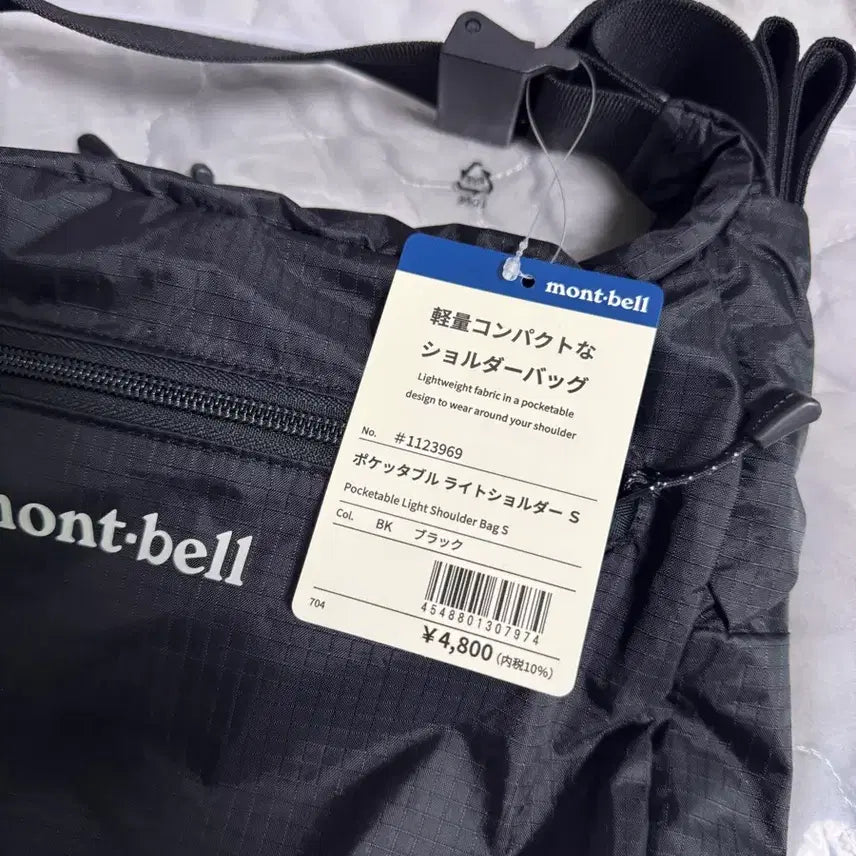 mont-bell
軽量コンパクトな
ショルダーバッグ
Lightweight fabric in a pocketable
design to wear around your shoulder
No. #1123969
ポケッタブル ライトショルダー S
Pocketable Light Shoulder Bag S
Col. BK ブラック
4548801307974
704
¥4,800 (内税10%)
mont-bell